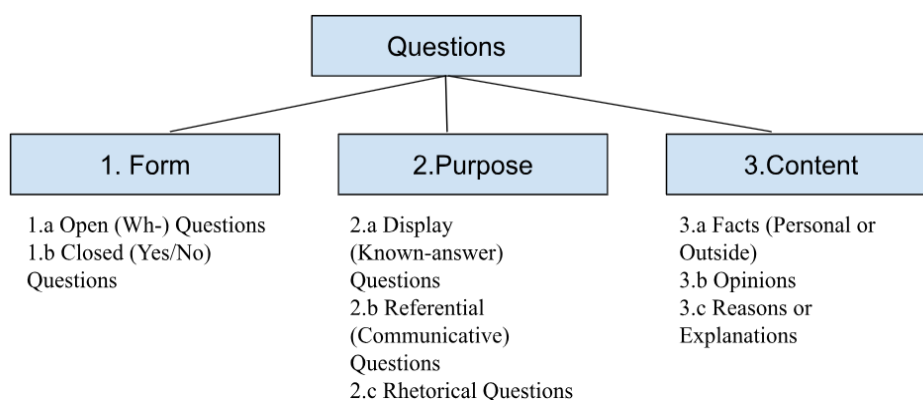 Questions
1. Form
2.Purpose
3.Content
1.a Open (Wh-) Questions
1.b Closed (Yes/No)
Questions
2.a Display
(Known-answer)
Questions
2.b Referential
(Communicative)
Questions
2.c Rhetorical Questions
3.a Facts (Personal or
Outside)
3.b Opinions
3.c Reasons or
Explanations